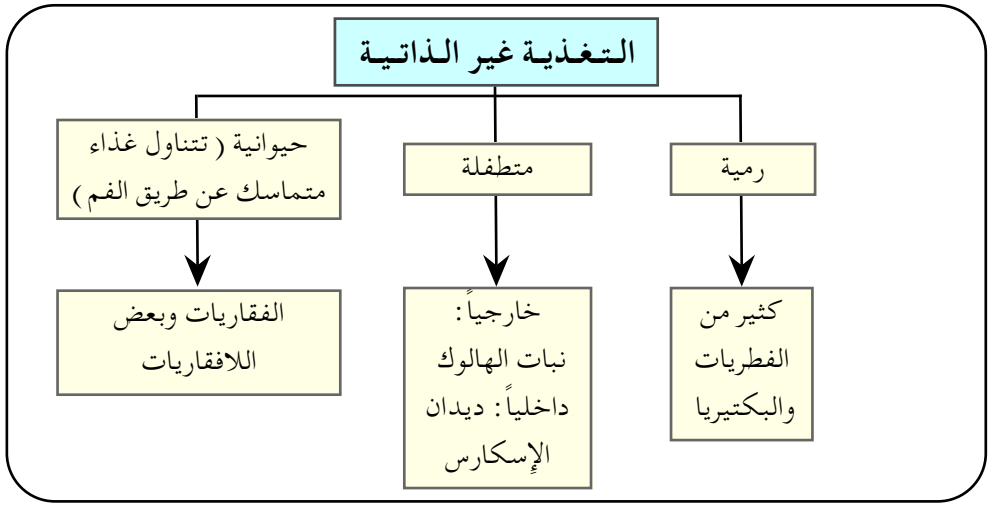 التغذية غير الذاتية
رمية
متطفلة
حيوانية ( تتناول غذاء
متماسك عن طريق الفم )
كثير من
الفطريات
والبكتيريا
خارجياً :
نبات الهالوك
داخلياً : ديدان
الإسكارس
الفقاريات وبعض
اللافقاريات